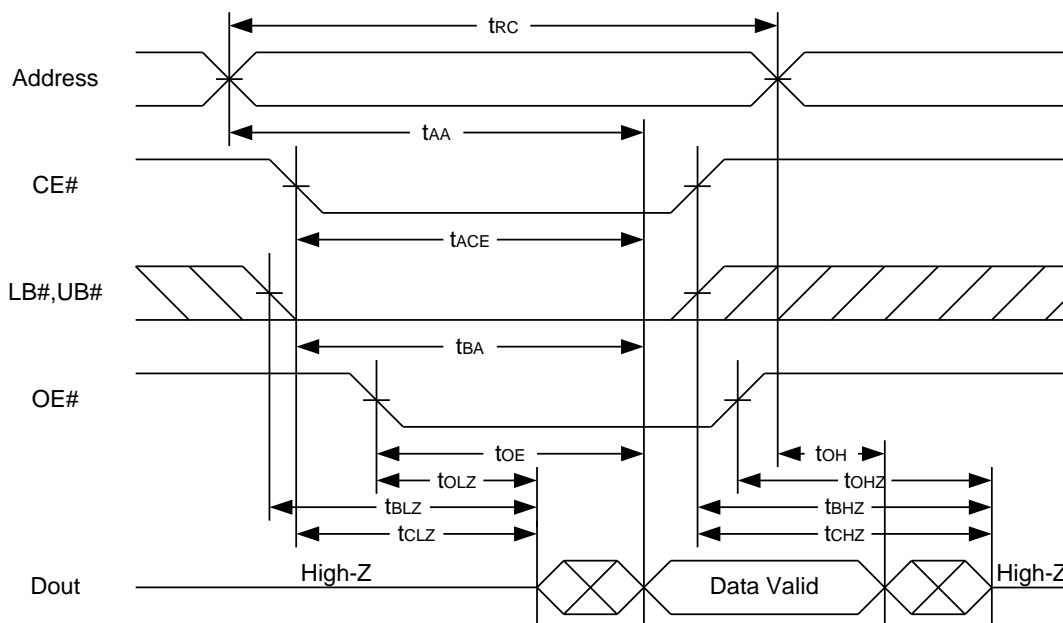 tRC
Address
tAA
CE#
tACE
LB#,UB#
tBA
OE#
tOE
tOH
tOLZ
tOHZ
tBLZ
tBHZ
tCLZ
tCHZ
Dout
High-Z
Data Valid
High-Z